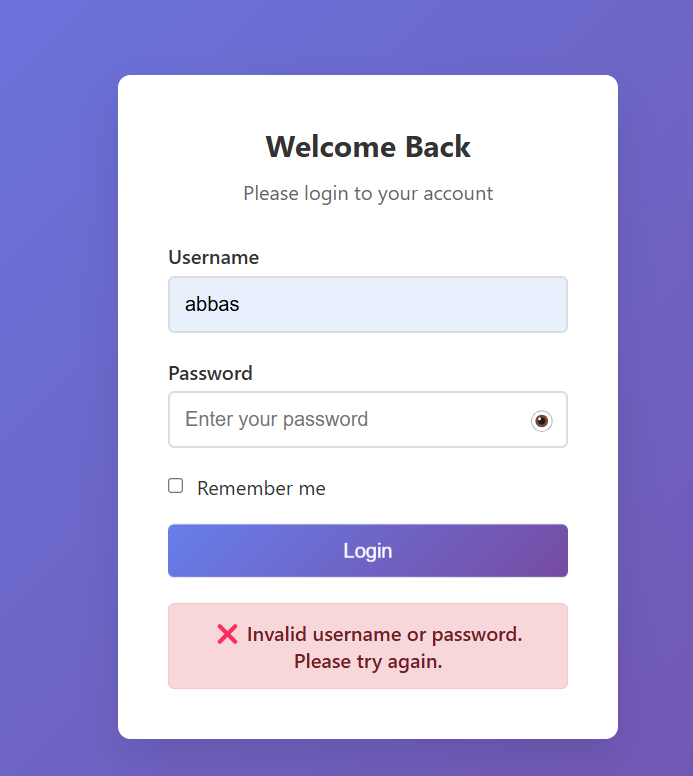 Welcome Back
Please login to your account
Username
abbas
Password
Enter your password
Remember me
Login
❌ Invalid username or password.
Please try again.